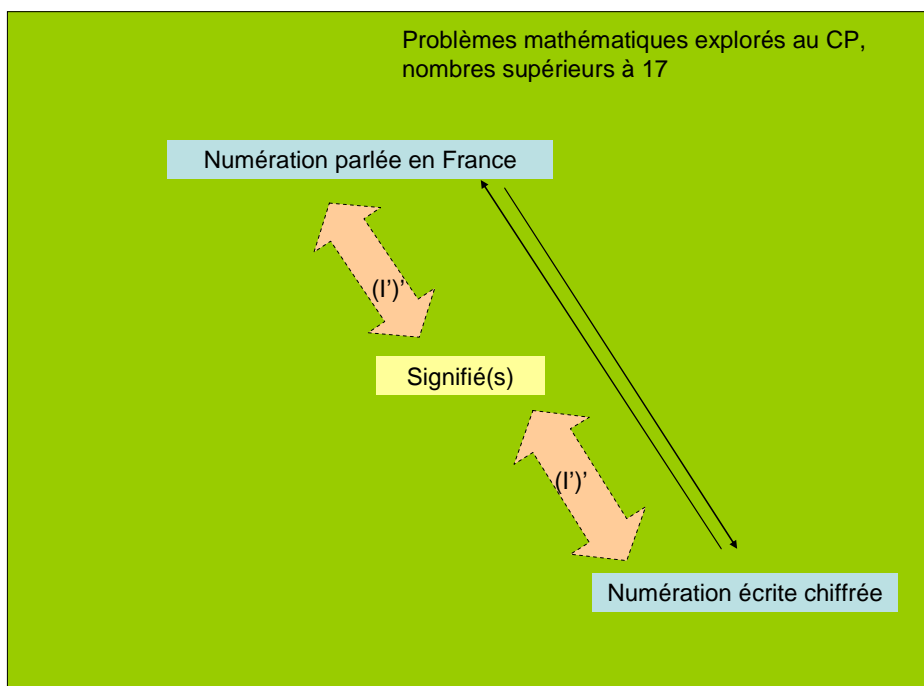 Problèmes mathématiques explorés au CP,
nombres supérieurs à 17
Numération parlée en France
(I')'
Signifié(s)
(I')'
Numération écrite chiffrée